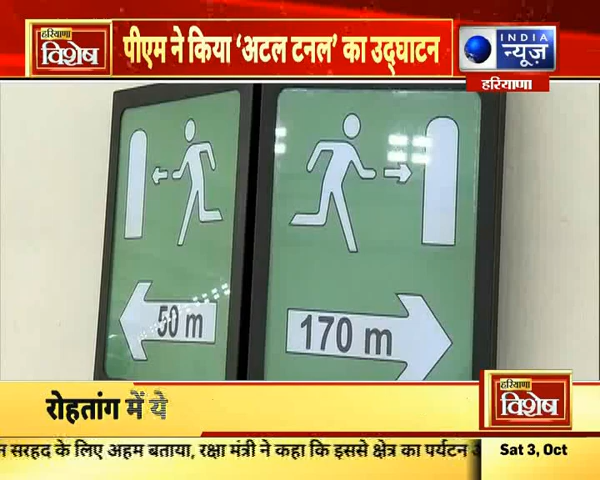 हरियाणा
विशेष
पीएम ने किया ‘अटल टनल’ का उद्घाटन
INDIA
न्यूज़
हरियाणा
50 m
170 m
रोहतांग में ये
हरियाणा
विशेष
सरहद के लिए अहम बताया, रक्षा मंत्री ने कहा कि इससे क्षेत्र का पर्यटन
Sat 3, Oct